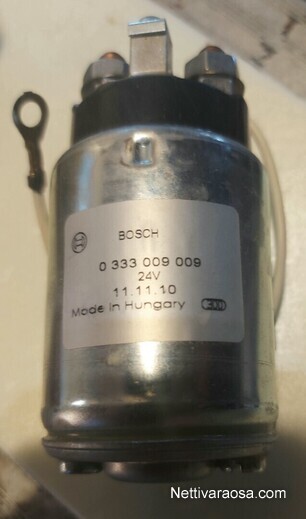 BOSCH
0 333 009 009
24V
11.11.10
Made in Hungary
Nettivaraosa.com